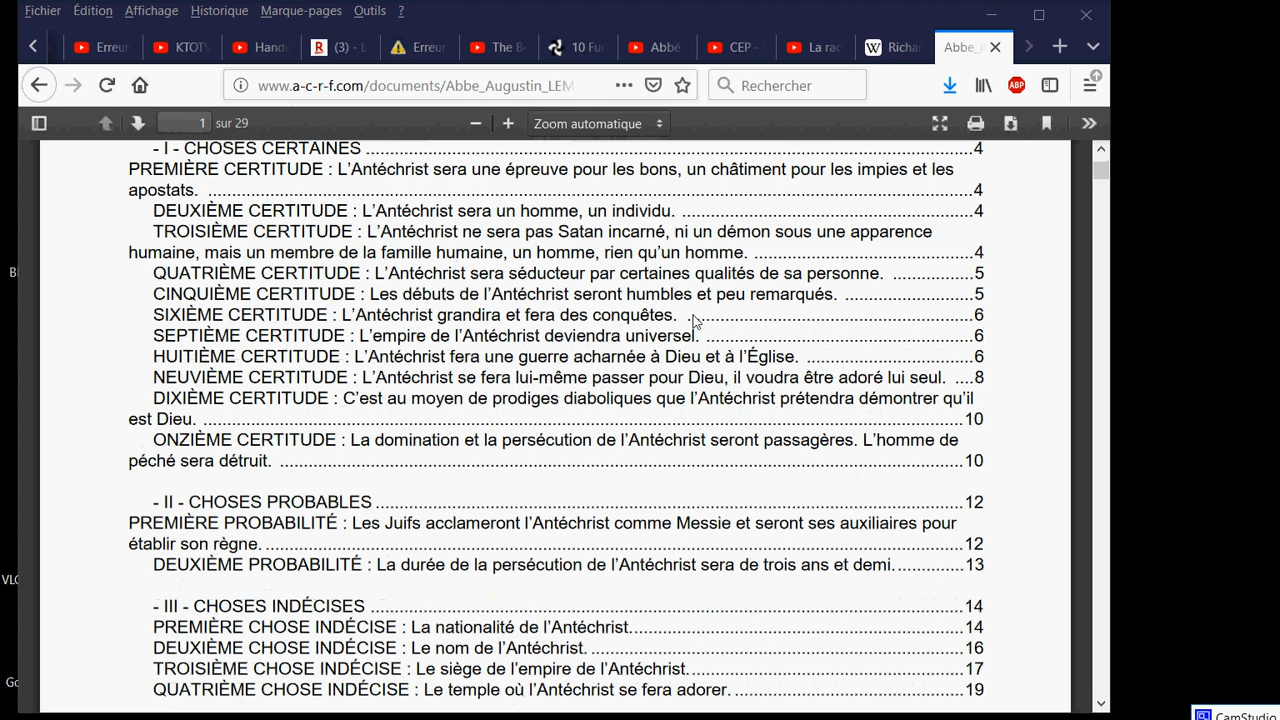 Fichier Édition Affichage Historique Marque-pages Outils ?
Erreur KTOTV Hande (3) - L Erreur The B 10 Fur Abbé CEP - La rac Richa Abbe_
www.a-c-r-f.com/documents/Abbe_Augustin_LEM Rechercher ABP
1 sur 29 Zoom automatique
- I - CHOSES CERTAINES ....................4
PREMIÈRE CERTITUDE : L'Antéchrist sera une épreuve pour les bons, un châtiment pour les impies et les
apostats. ....................4
DEUXIÈME CERTITUDE : L'Antéchrist sera un homme, un individu. ....................4
TROISIÈME CERTITUDE : L'Antéchrist ne sera pas Satan incarné, ni un démon sous une apparence
humaine, mais un membre de la famille humaine, un homme, rien qu'un homme. ....................4
QUATRIÈME CERTITUDE : L'Antéchrist sera séducteur par certaines qualités de sa personne. ....................5
CINQUIÈME CERTITUDE : Les débuts de l'Antéchrist seront humbles et peu remarqués. ....................5
SIXIÈME CERTITUDE : L'Antéchrist grandira et fera des conquêtes. ....................6
SEPTIÈME CERTITUDE : L'empire de l'Antéchrist deviendra universel. ....................6
HUITIÈME CERTITUDE : L'Antéchrist fera une guerre acharnée à Dieu et à l'Église. ....................6
NEUVIÈME CERTITUDE : L'Antéchrist se fera lui-même passer pour Dieu, il voudra être adoré lui seul. ....8
DIXIÈME CERTITUDE : C'est au moyen de prodiges diaboliques que l'Antéchrist prétendra démontrer qu'il
est Dieu. ....................10
ONZIÈME CERTITUDE : La domination et la persécution de l'Antéchrist seront passagères. L'homme de
péché sera détruit. ....................10
- II - CHOSES PROBABLES ....................12
PREMIÈRE PROBABILITÉ : Les Juifs acclameront l'Antéchrist comme Messie et seront ses auxiliaires pour
établir son règne. ....................12
DEUXIÈME PROBABILITÉ : La durée de la persécution de l'Antéchrist sera de trois ans et demi. .............13
- III - CHOSES INDÉCISES ....................14
PREMIÈRE CHOSE INDÉCISE : La nationalité de l'Antéchrist. ....................14
DEUXIÈME CHOSE INDÉCISE : Le nom de l'Antéchrist. ....................16
TROISIÈME CHOSE INDÉCISE : Le siège de l'empire de l'Antéchrist. ....................17
QUATRIÈME CHOSE INDÉCISE : Le temple où l'Antéchrist se fera adorer. ....................19
CamStudio